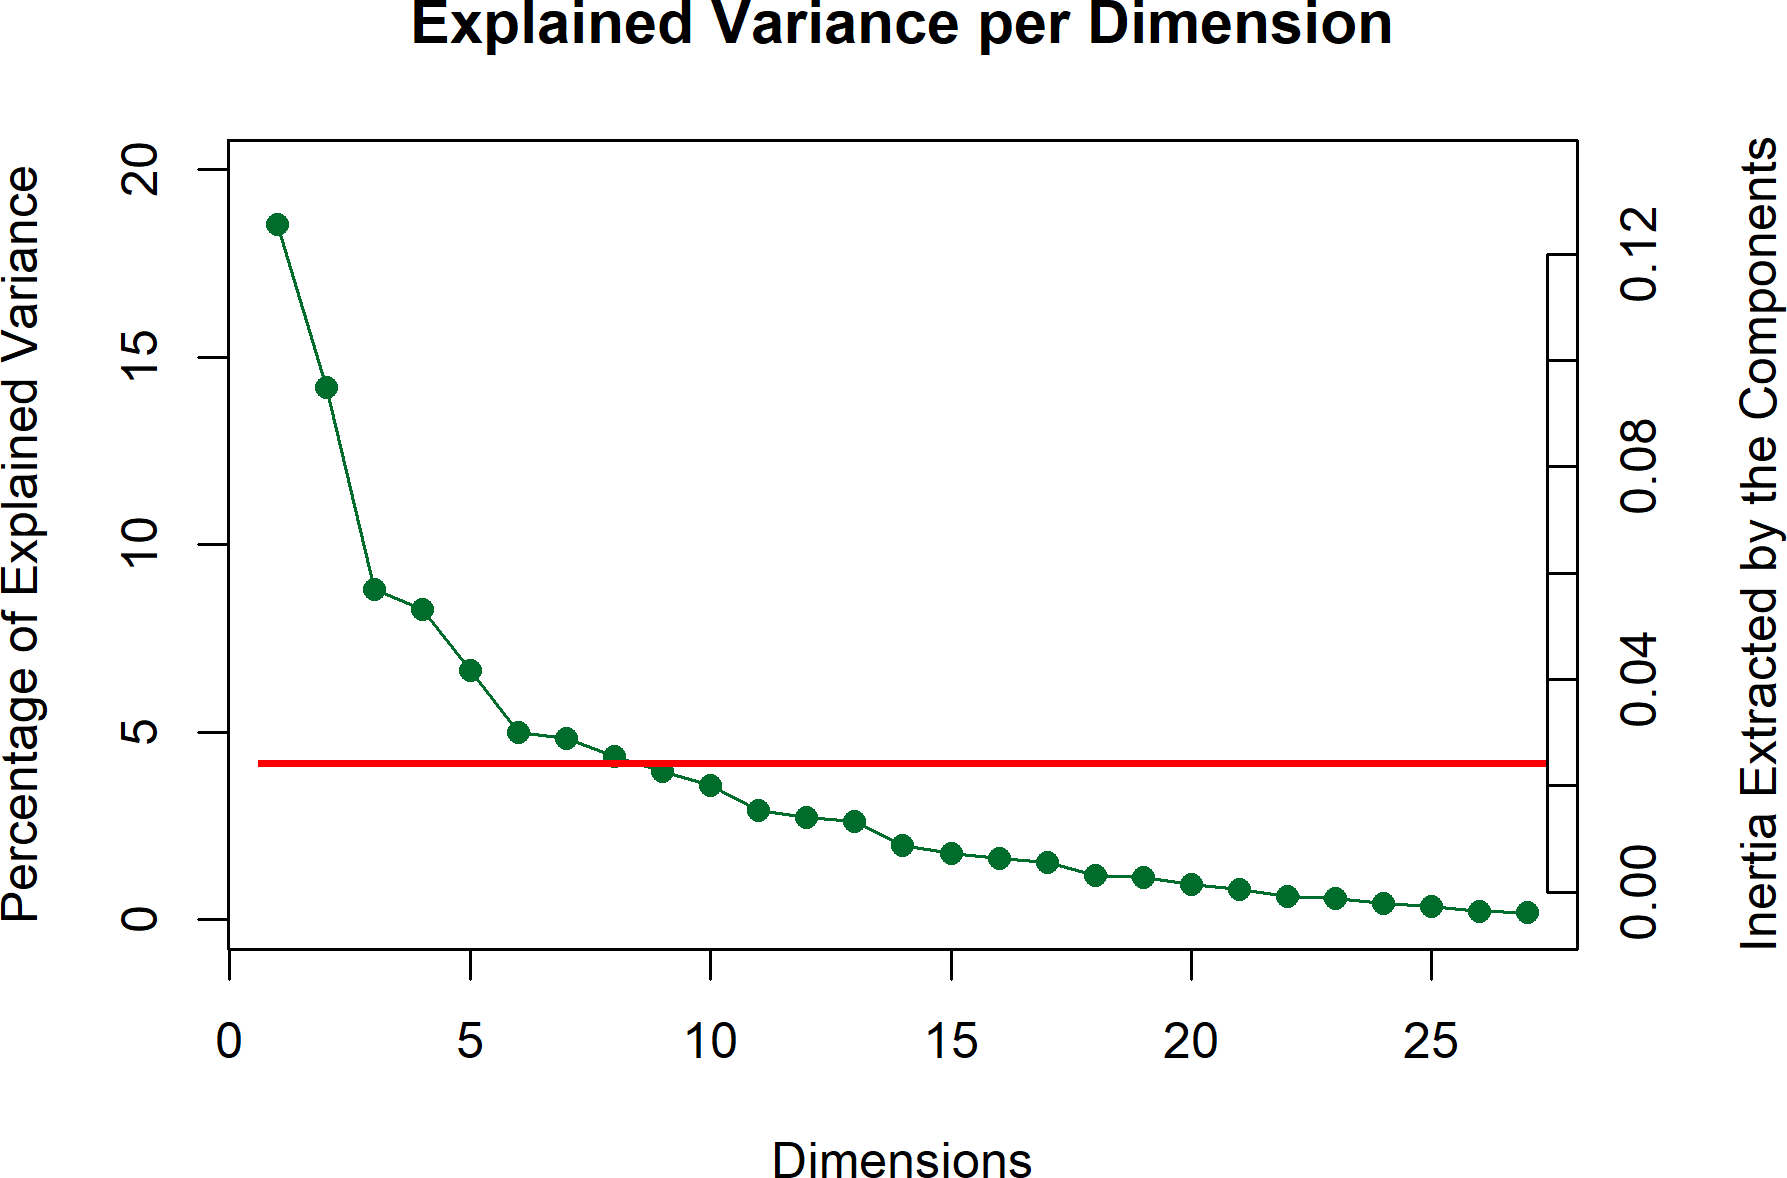 Explained Variance per Dimension
Percentage of Explained Variance
20
15
10
5
0
0.12
0.08
0.04
0.00
Inertia Extracted by the Components
0 5 10 15 20 25
Dimensions